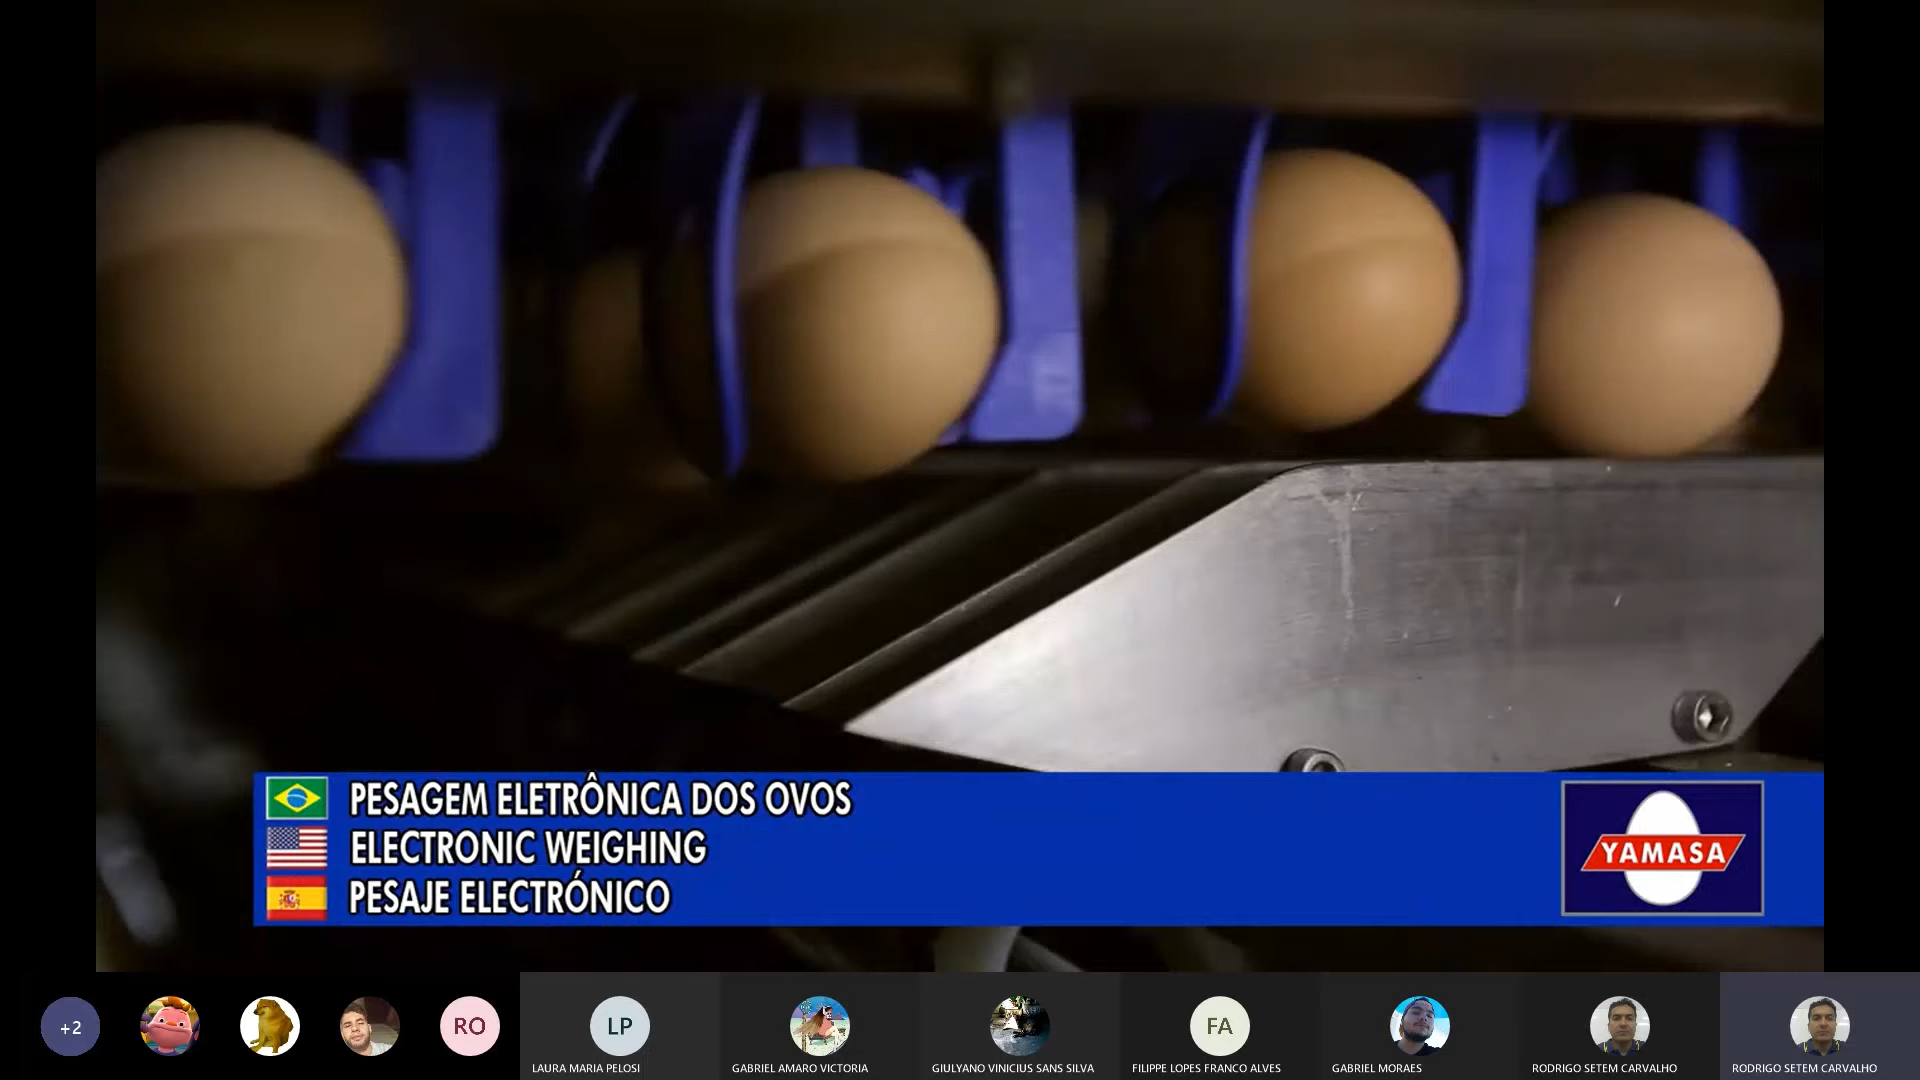 PESAGEM ELETRÔNICA DOS OVOS
ELECTRONIC WEIGHING
PESAJE ELECTRÓNICO
YAMASA
+2
RO
LP
FA
LAURA MARIA PELOSI
GABRIEL AMARO VICTORIA
GIULYANO VINICIUS SANS SILVA
FILIPPE LOPES FRANCO ALVES
GABRIEL MORAES
RODRIGO SETEM CARVALHO
RODRIGO SETEM CARVALHO